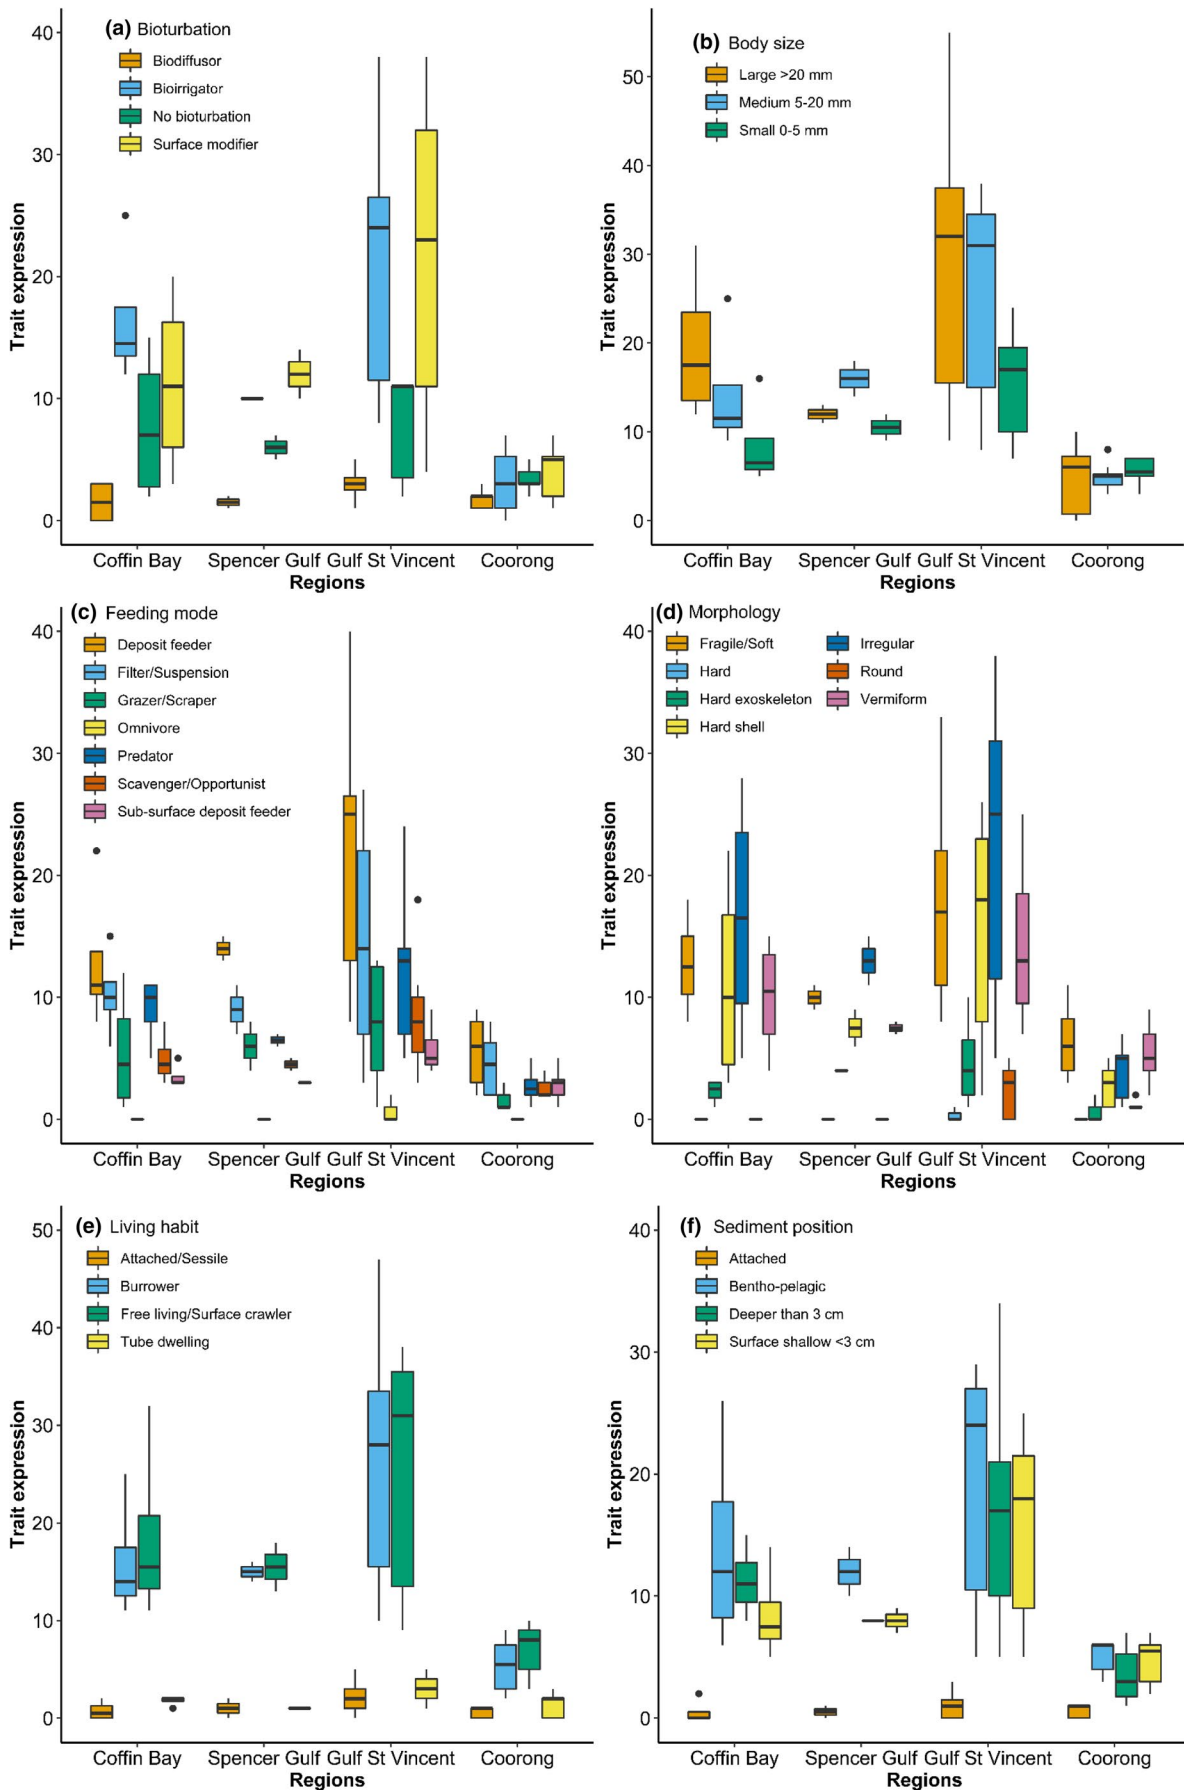 (a) Bioturbation
Biodiffusor
Bioirrigator
No bioturbation
Surface modifier
40
30
20
10
0
Trait expression
Coffin Bay Spencer Gulf Gulf St Vincent Coorong
Regions
(b) Body size
Large >20 mm
Medium 5-20 mm
Small 0-5 mm
50
40
30
20
10
0
Trait expression
Coffin Bay Spencer Gulf Gulf St Vincent Coorong
Regions
(c) Feeding mode
Deposit feeder
Filter/Suspension
Grazer/Scraper
Omnivore
Predator
Scavenger/Opportunist
Sub-surface deposit feeder
40
30
20
10
0
Trait expression
Coffin Bay Spencer Gulf Gulf St Vincent Coorong
Regions
(d) Morphology
Fragile/Soft
Hard
Hard exoskeleton
Hard shell
Irregular
Round
Vermiform
40
30
20
10
0
Trait expression
Coffin Bay Spencer Gulf Gulf St Vincent Coorong
Regions
(e) Living habit
Attached/Sessile
Burrower
Free living/Surface crawler
Tube dwelling
50
40
30
20
10
0
Trait expression
Coffin Bay Spencer Gulf Gulf St Vincent Coorong
Regions
(f) Sediment position
Attached
Bentho-pelagic
Deeper than 3 cm
Surface shallow <3 cm
40
30
20
10
0
Trait expression
Coffin Bay Spencer Gulf Gulf St Vincent Coorong
Regions